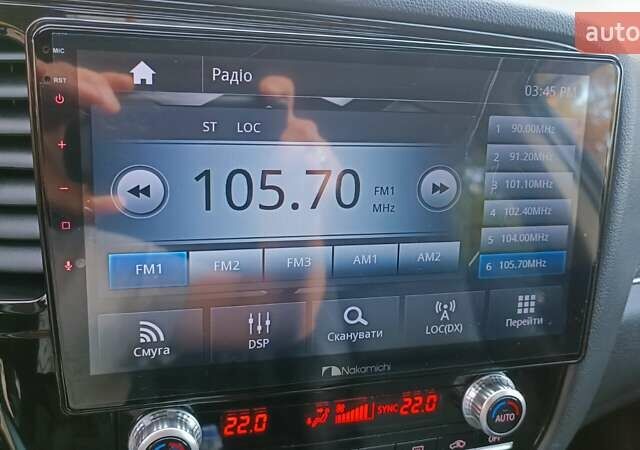 auto
MIC
Радіо
RST
03:45 PM
ST LOC
105.70
FM1
MHz
1 90.00MHz
2 91.20MHz
3 101.10MHz
4 102.40MHz
5 104.00MHz
6 105.70MHz
FM1 FM2 FM3 AM1 AM2
Смуга
DSP
Сканувати
LOC(DX)
Перейти
Nakamichi
22.0
SYNC
22.0
AUTO
OFF